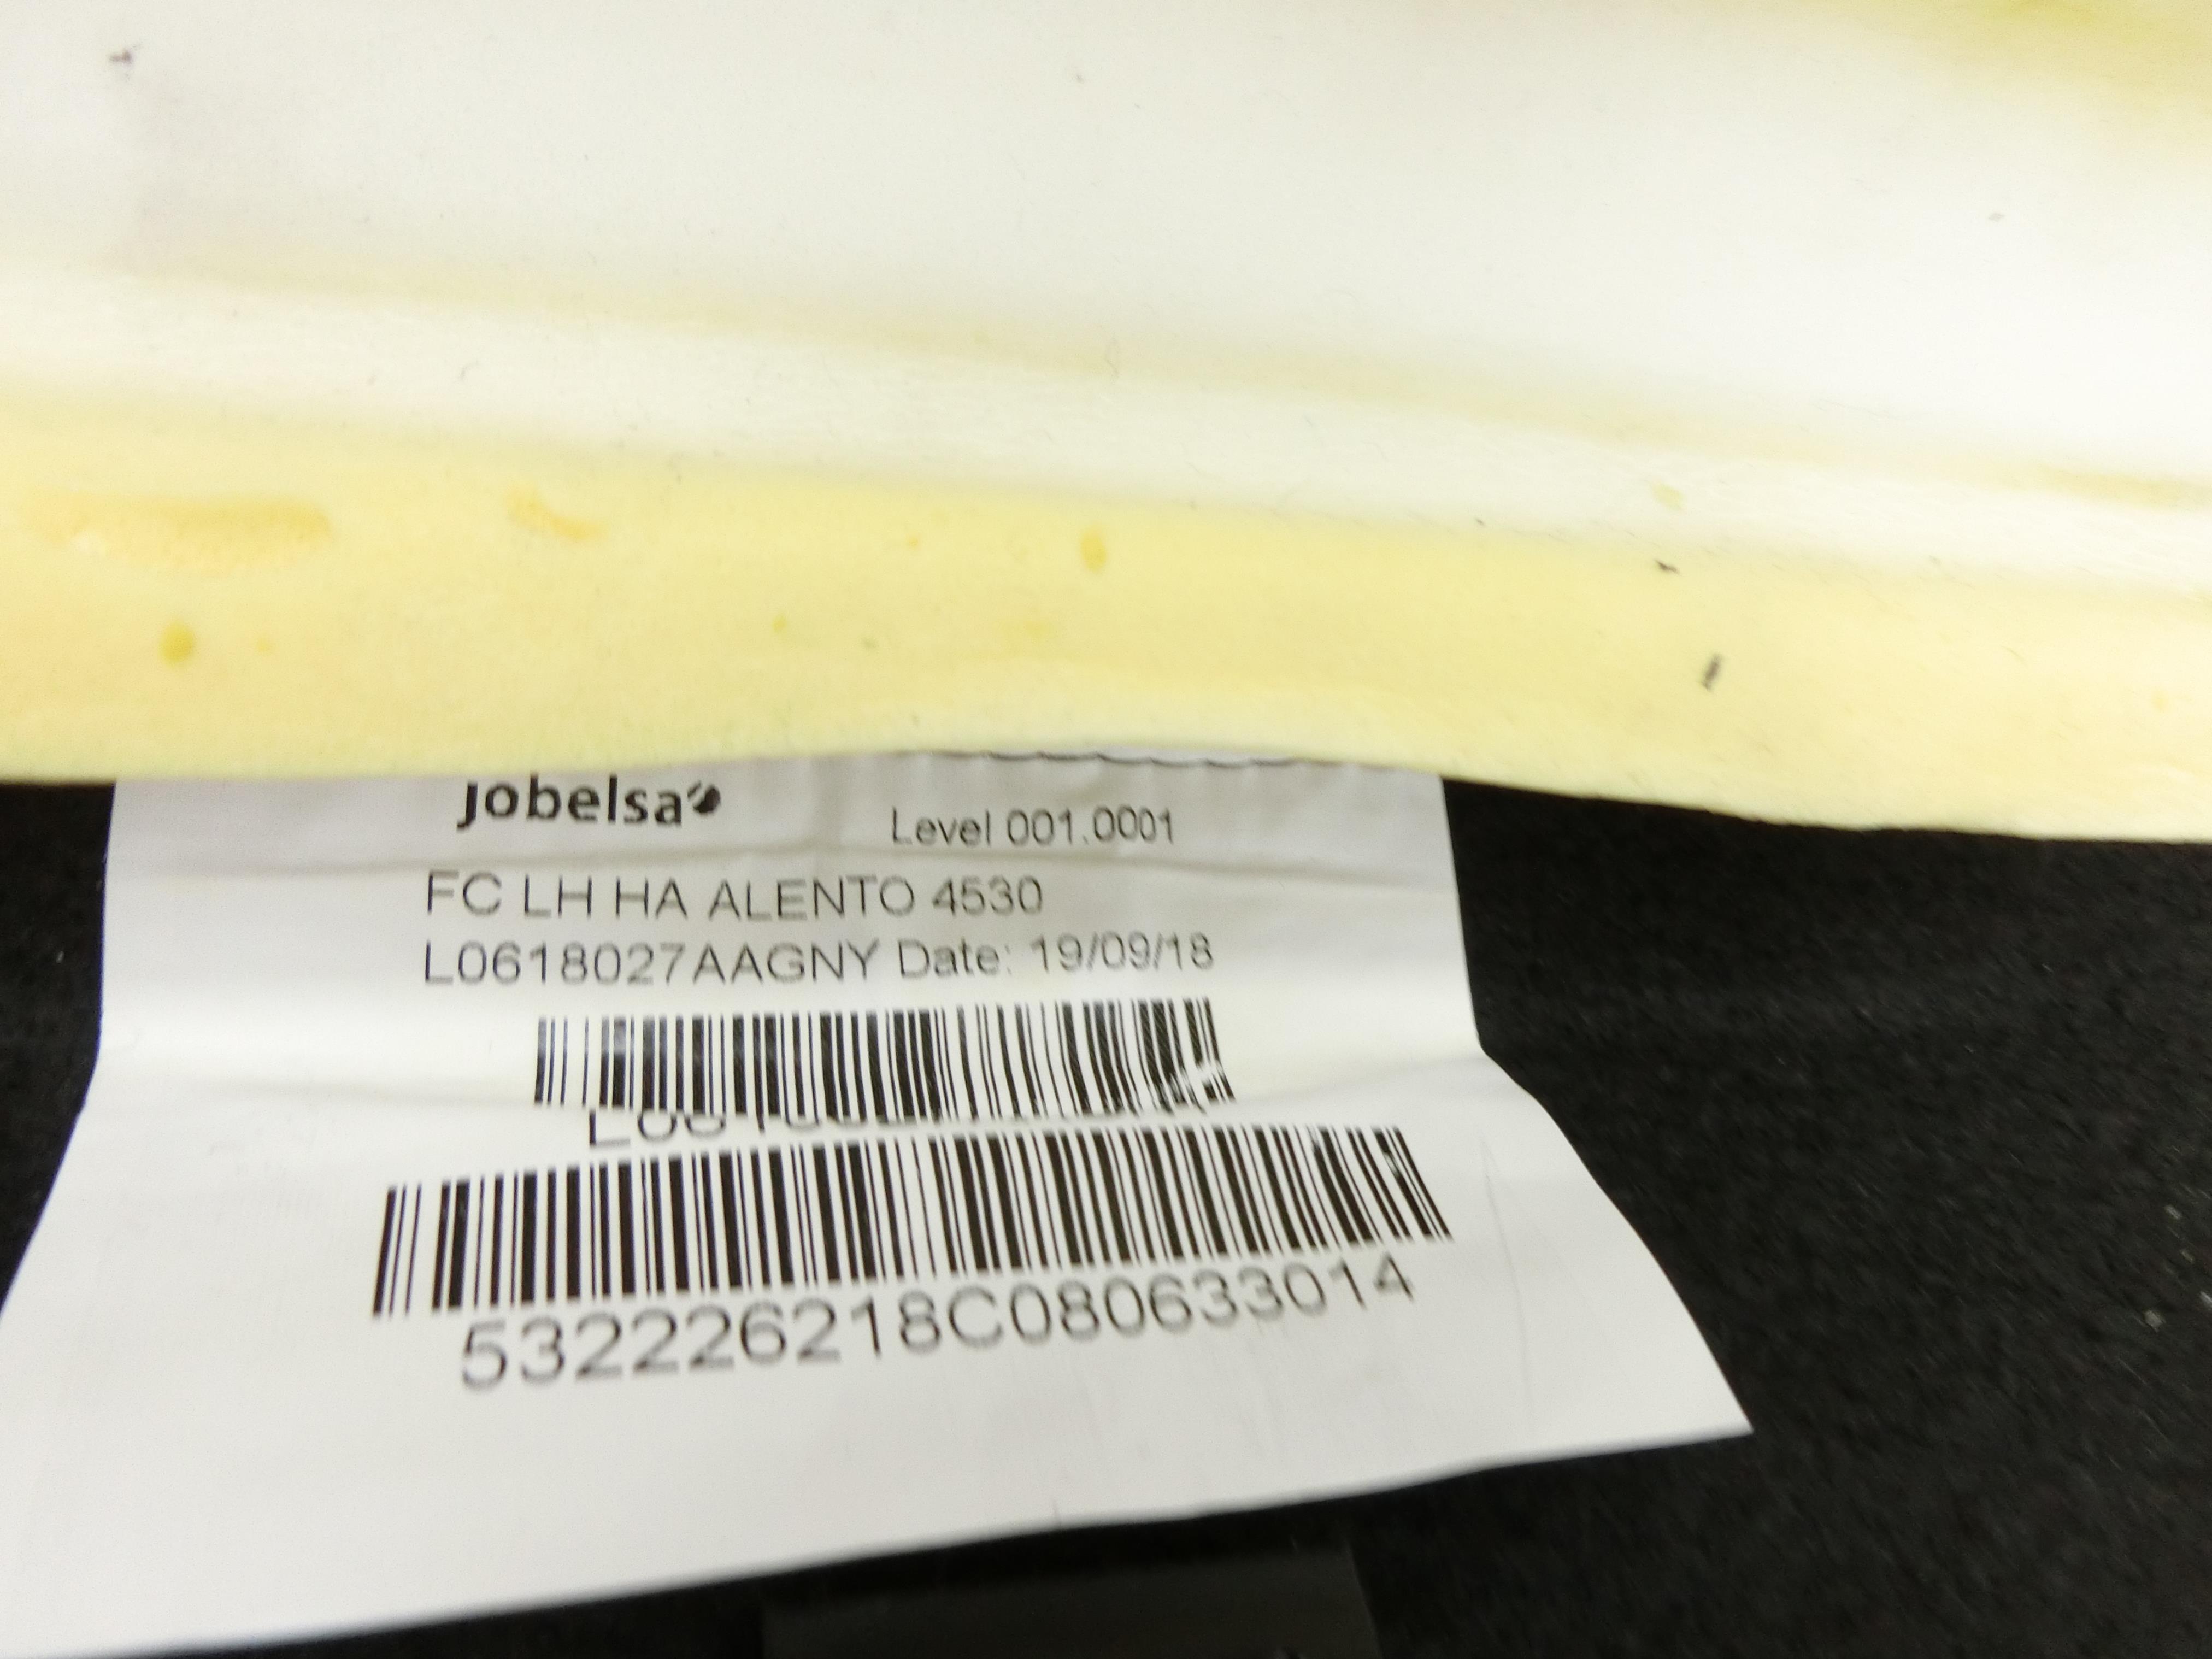 jobelsa
Level 001.0001
FC LH HA ALENTO 4530
L0618027AAGNY Date: 19/09/18
532226218C080633014